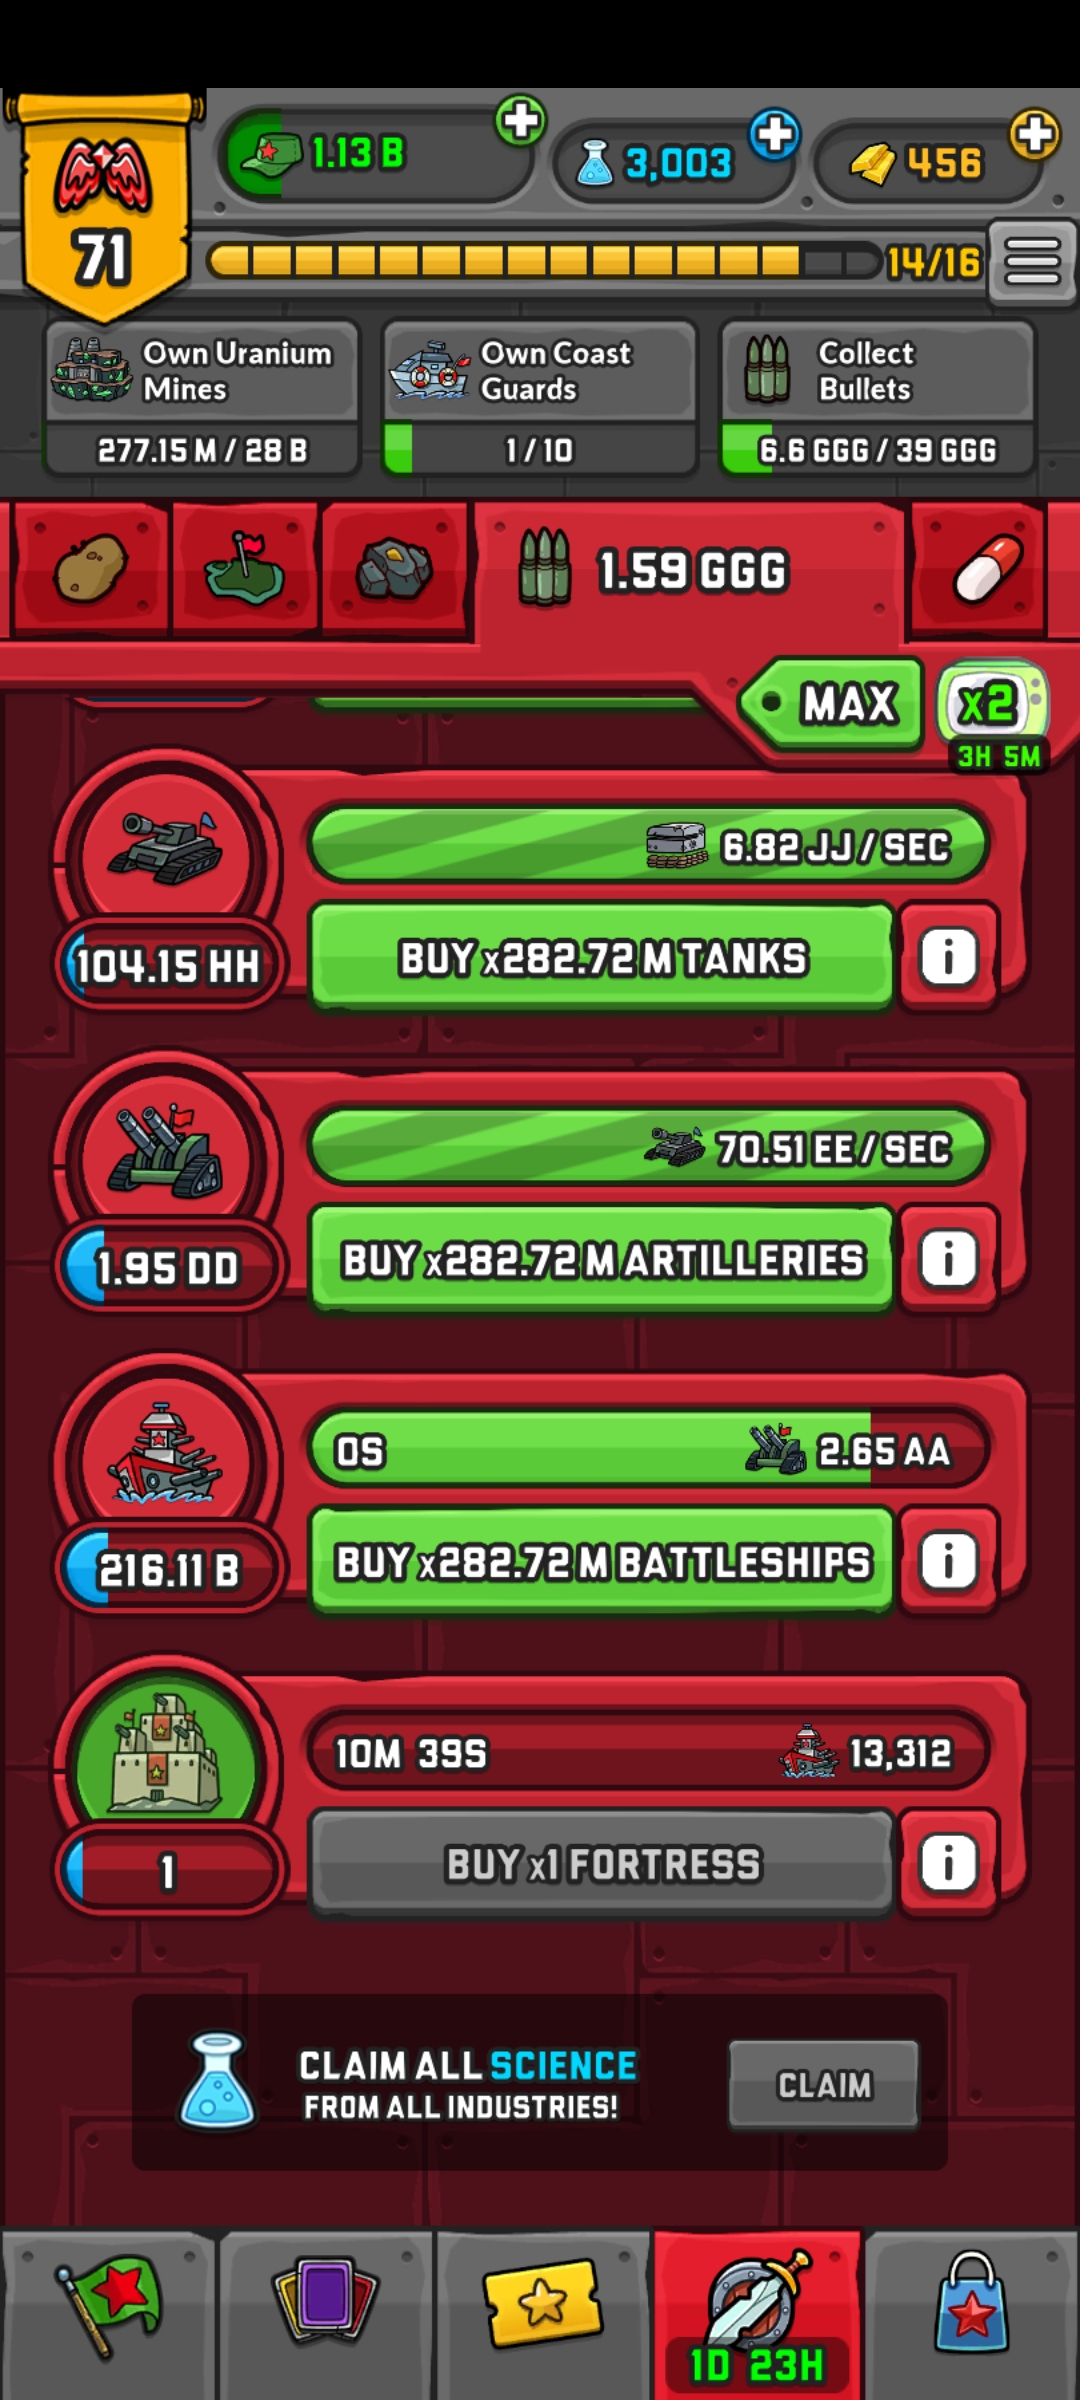 1.13 B
3,003
456
71
14/16
Own Uranium
Mines
277.15 M / 28 B
Own Coast
Guards
1 / 10
Collect
Bullets
6.6 GGG / 39 GGG
1.59 GGG
MAX
x2
3H 5M
6.82 JJ / SEC
104.15 HH
BUY x282.72 M TANKS
i
70.51 EE / SEC
1.95 DD
BUY x282.72 M ARTILLERIES
i
0S
2.65 AA
216.11 B
BUY x282.72 M BATTLESHIPS
i
10M 39S
13,312
1
BUY x1 FORTRESS
i
CLAIM ALL SCIENCE
FROM ALL INDUSTRIES!
CLAIM
1D 23H